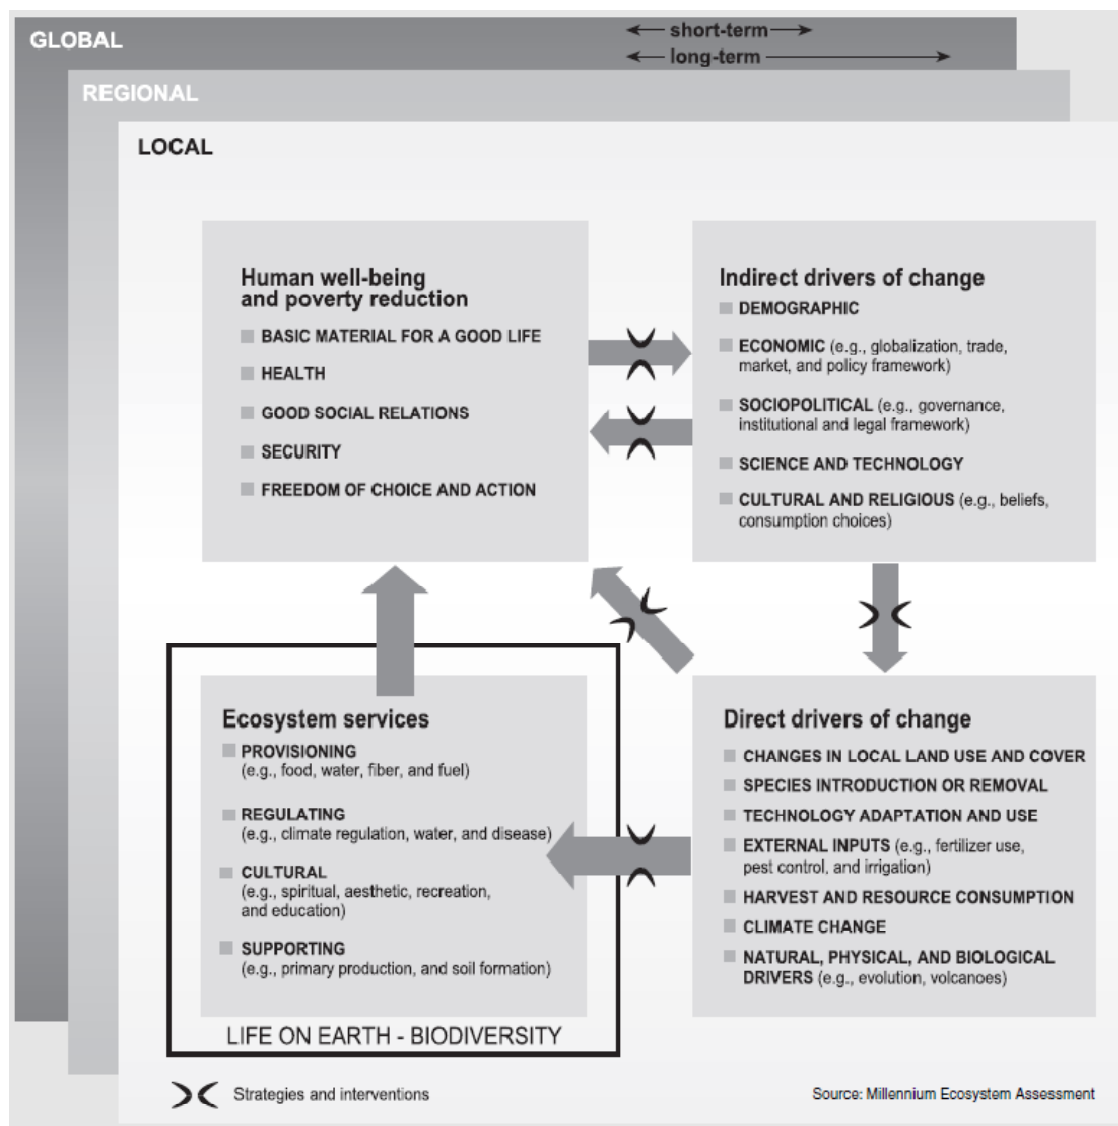 GLOBAL
short-term
long-term
REGIONAL
LOCAL
Human well-being
and poverty reduction
BASIC MATERIAL FOR A GOOD LIFE
HEALTH
GOOD SOCIAL RELATIONS
SECURITY
FREEDOM OF CHOICE AND ACTION
Indirect drivers of change
DEMOGRAPHIC
ECONOMIC (e.g., globalization, trade,
market, and policy framework)
SOCIOPOLITICAL (e.g., governance,
institutional and legal framework)
SCIENCE AND TECHNOLOGY
CULTURAL AND RELIGIOUS (e.g., beliefs,
consumption choices)
Ecosystem services
PROVISIONING
(e.g., food, water, fiber, and fuel)
REGULATING
(e.g., climate regulation, water, and disease)
CULTURAL
(e.g., spiritual, aesthetic, recreation,
and education)
SUPPORTING
(e.g., primary production, and soil formation)
LIFE ON EARTH - BIODIVERSITY
Direct drivers of change
CHANGES IN LOCAL LAND USE AND COVER
SPECIES INTRODUCTION OR REMOVAL
TECHNOLOGY ADAPTATION AND USE
EXTERNAL INPUTS (e.g., fertilizer use,
pest control, and irrigation)
HARVEST AND RESOURCE CONSUMPTION
CLIMATE CHANGE
NATURAL, PHYSICAL, AND BIOLOGICAL
DRIVERS (e.g., evolution, volcanoes)
Strategies and interventions
Source: Millennium Ecosystem Assessment